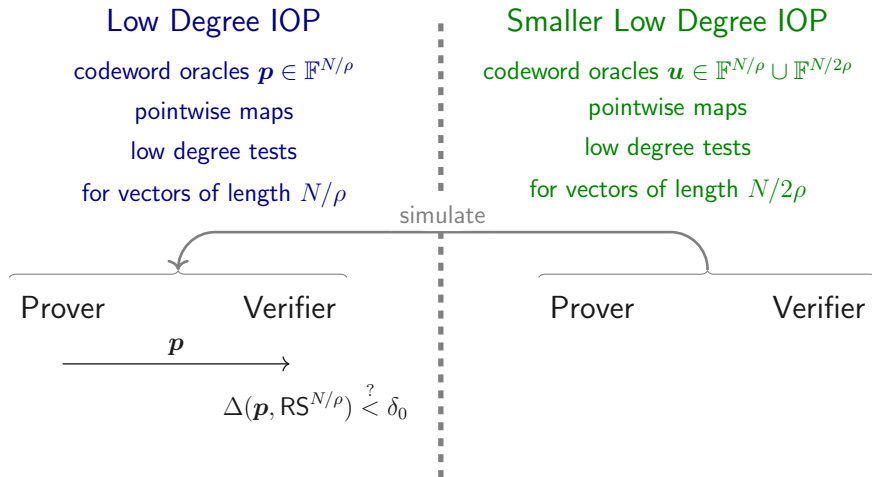 Low Degree IOP
codeword oracles p ∈ 𝔽^{N/ρ}
pointwise maps
low degree tests
for vectors of length N/ρ
Smaller Low Degree IOP
codeword oracles u ∈ 𝔽^{N/ρ} ∪ 𝔽^{N/2ρ}
pointwise maps
low degree tests
for vectors of length N/2ρ
simulate
Prover Verifier
p
Δ(p, RS^{N/ρ}) <^? δ₀
Prover Verifier